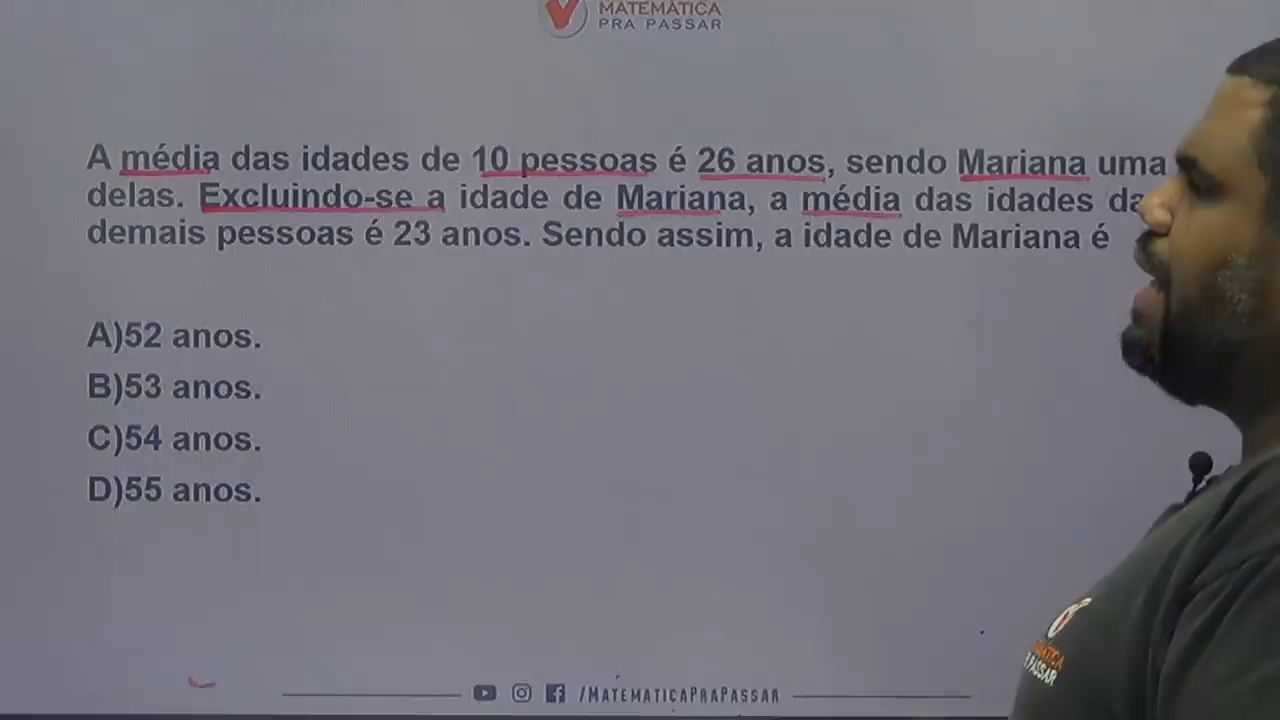 MATEMÁTICA
PRA PASSAR
A média das idades de 10 pessoas é 26 anos, sendo Mariana uma
delas. Excluindo-se a idade de Mariana, a média das idades
demais pessoas é 23 anos. Sendo assim, a idade de Mariana é
A)52 anos.
B)53 anos.
C)54 anos.
D)55 anos.
/MATEMATICAPRAPASSAR
PASSAR